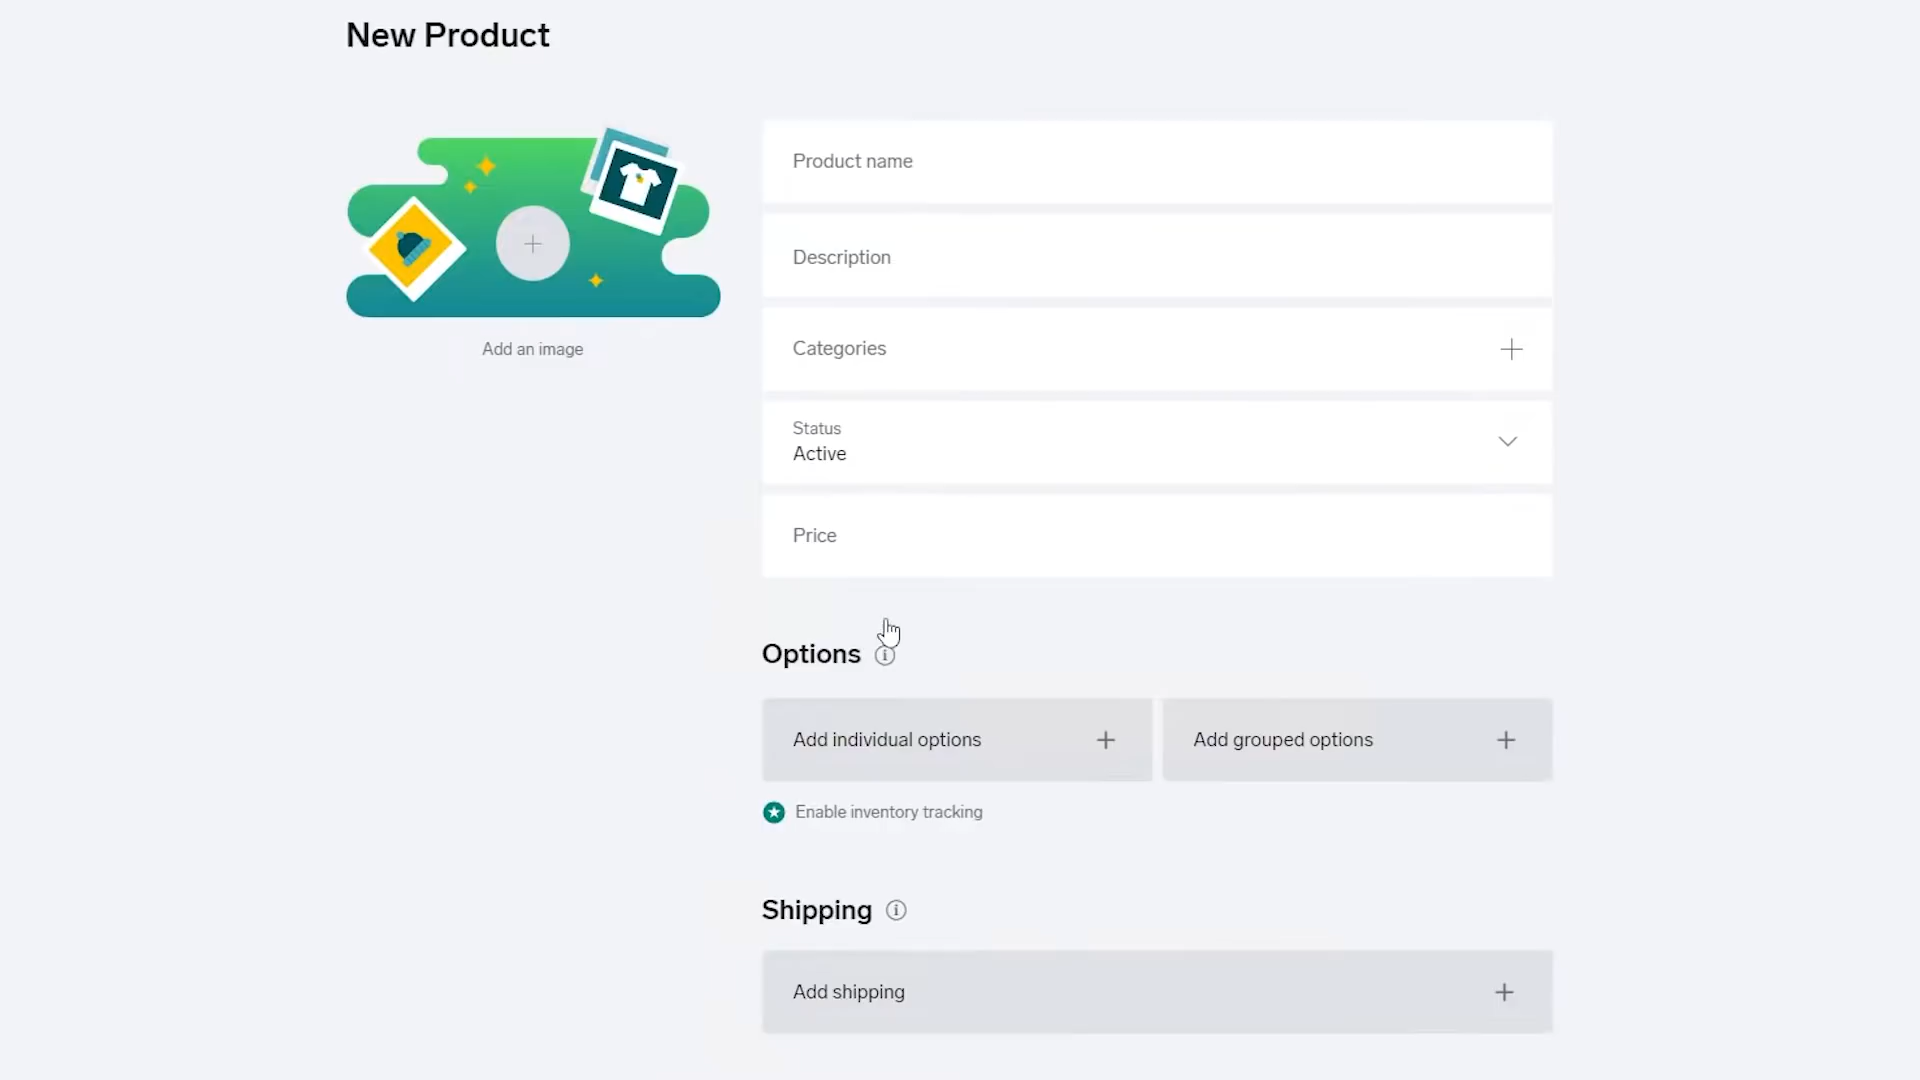 New Product
Add an image
Product name
Description
Categories
Status
Active
Price
Options
Add individual options
Add grouped options
Enable inventory tracking
Shipping
Add shipping